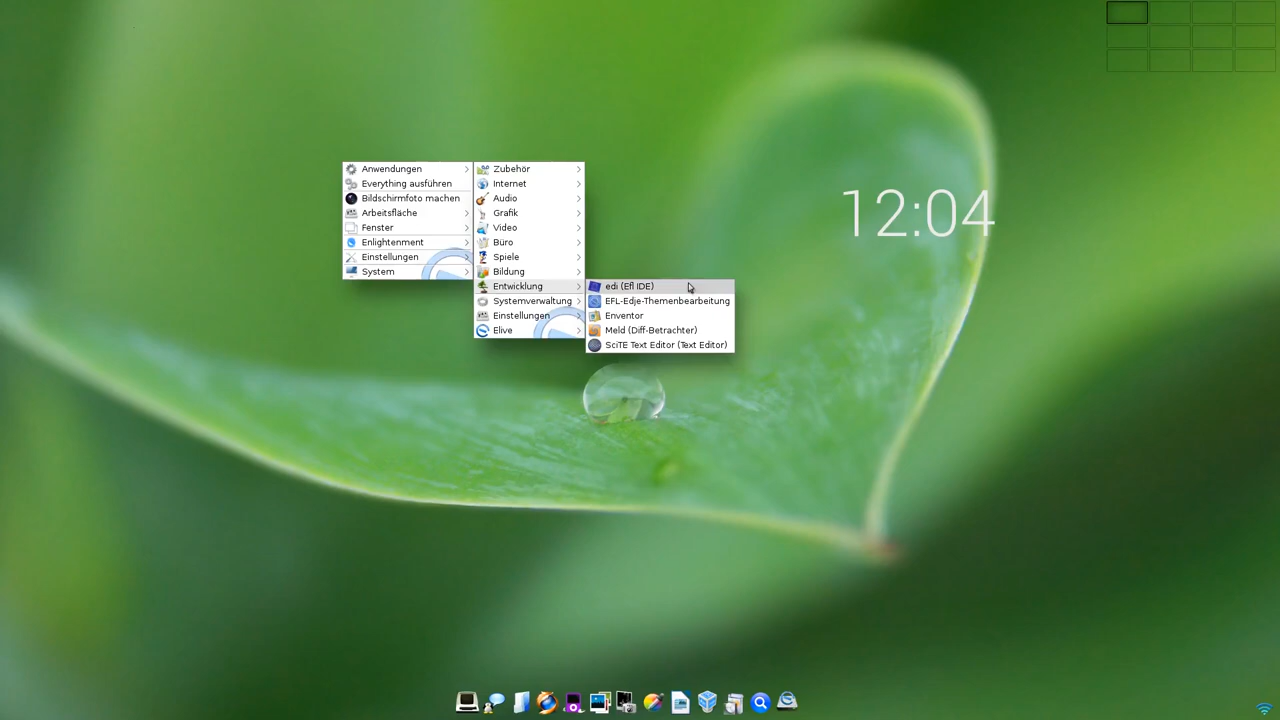 12:04
Anwendungen
Everything ausführen
Bildschirmfoto machen
Arbeitsfläche
Fenster
Enlightenment
Einstellungen
System
Zubehör
Internet
Audio
Grafik
Video
Büro
Spiele
Bildung
Entwicklung
Systemverwaltung
Einstellungen
Elive
edi (Efl IDE)
EFL-Edje-Themenbearbeitung
Enventor
Meld (Diff-Betrachter)
SciTE Text Editor (Text Editor)